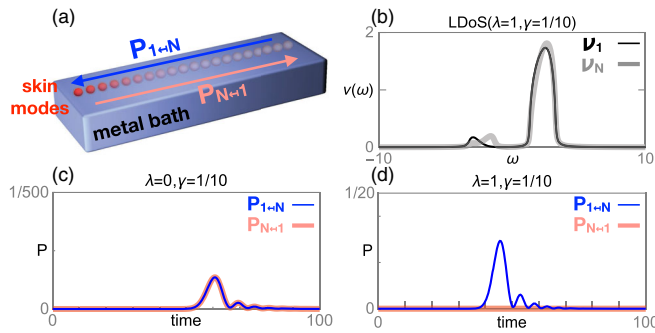 (a)
P1↤N
skin
modes
PN↤1
metal bath
(b)
LDoS(λ=1,γ=1/10)
2
ν1
νN
ν(ω)
0
-10
ω
10
(c)
λ=0,γ=1/10
1/500
P1↤N
PN↤1
P
0
0
time
100
(d)
λ=1,γ=1/10
1/20
P1↤N
PN↤1
P
0
0
time
100